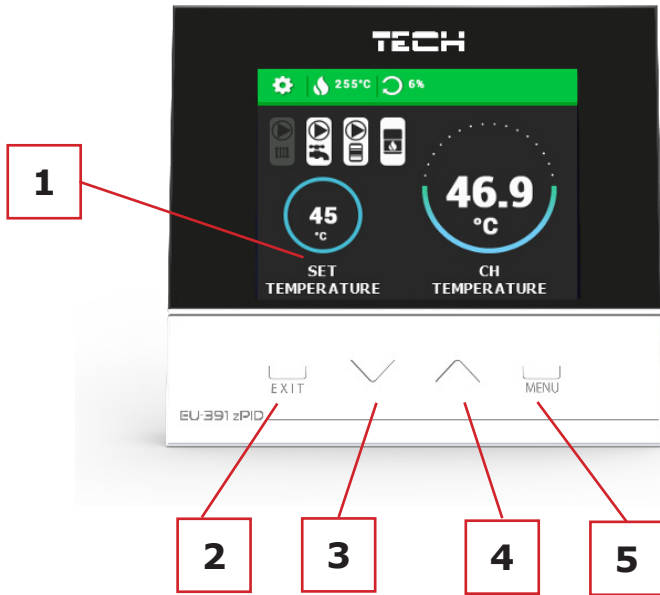 TECH
255°C 6%
46.9
°C
45
°C
SET
TEMPERATURE
CH
TEMPERATURE
1
EXIT
MENU
EU-391 zPID
2
3
4
5